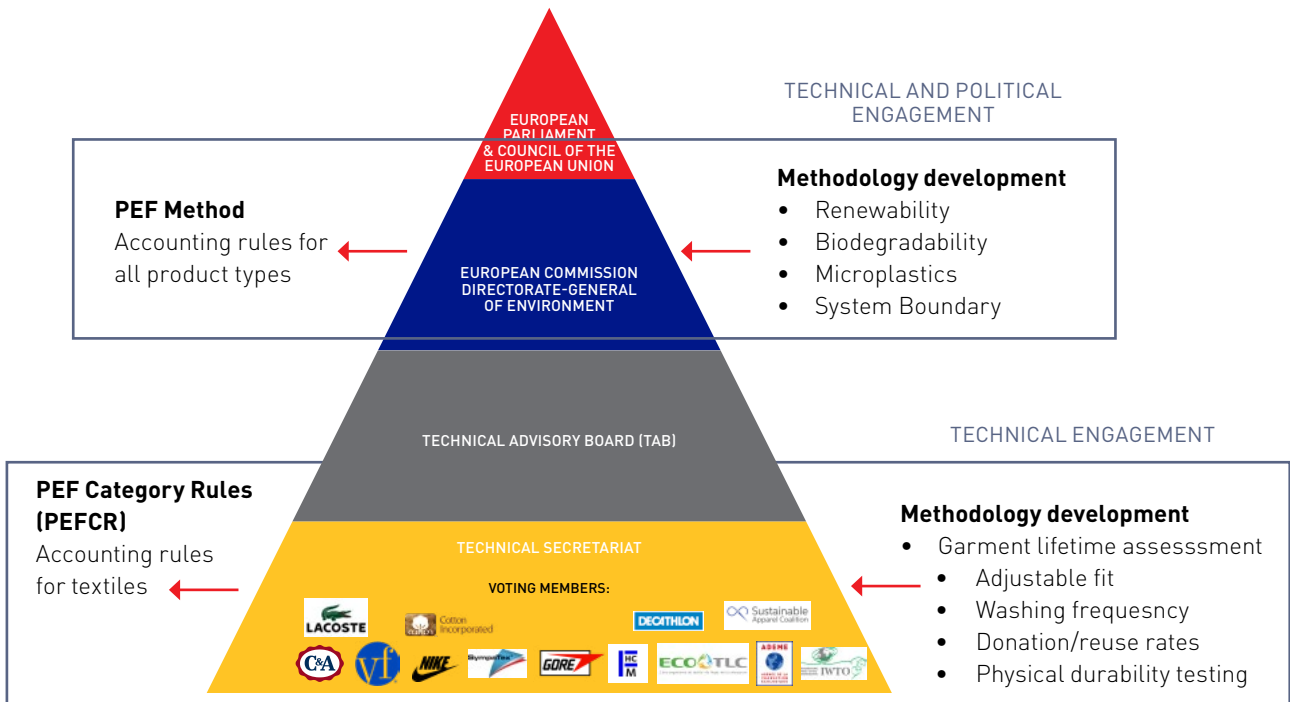 TECHNICAL AND POLITICAL
ENGAGEMENT
EUROPEAN
PARLIAMENT
& COUNCIL OF THE
EUROPEAN UNION
PEF Method
Accounting rules for
all product types
EUROPEAN COMMISSION
DIRECTORATE-GENERAL
OF ENVIRONMENT
Methodology development
• Renewability
• Biodegradability
• Microplastics
• System Boundary
TECHNICAL ADVISORY BOARD (TAB)
TECHNICAL ENGAGEMENT
PEF Category Rules
(PEFCR)
Accounting rules
for textiles
TECHNICAL SECRETARIAT
VOTING MEMBERS:
LACOSTE
Cotton
Incorporated
DECATHLON
Sustainable
Apparel Coalition
C&A
vf
NIKE
SympaTex
GORE
HC
M
ECO TLC
ADEME
IWTO
Methodology development
• Garment lifetime assesssment
• Adjustable fit
• Washing frequesncy
• Donation/reuse rates
• Physical durability testing